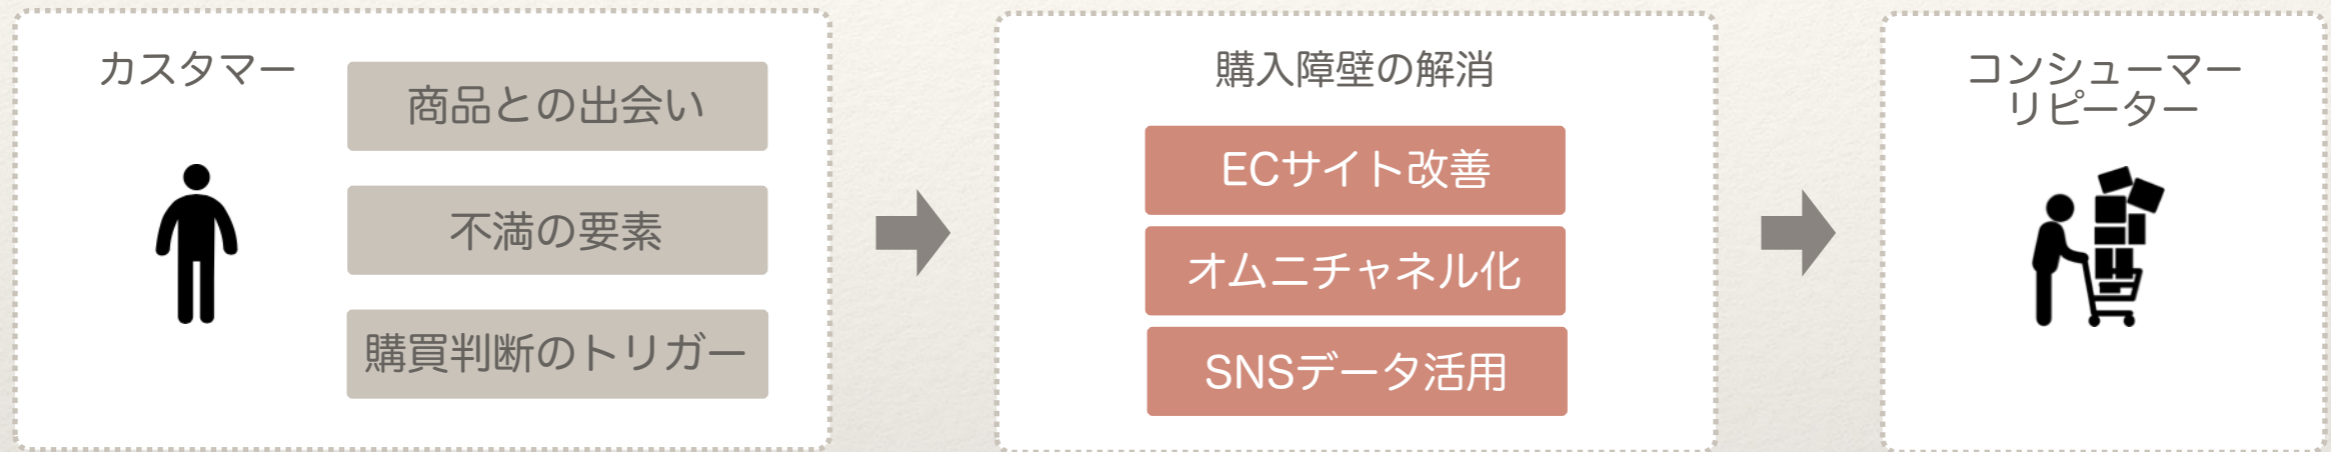 カスタマー
商品との出会い
不満の要素
購買判断のトリガー
購入障壁の解消
ECサイト改善
オムニチャネル化
SNSデータ活用
コンシューマー
リピーター